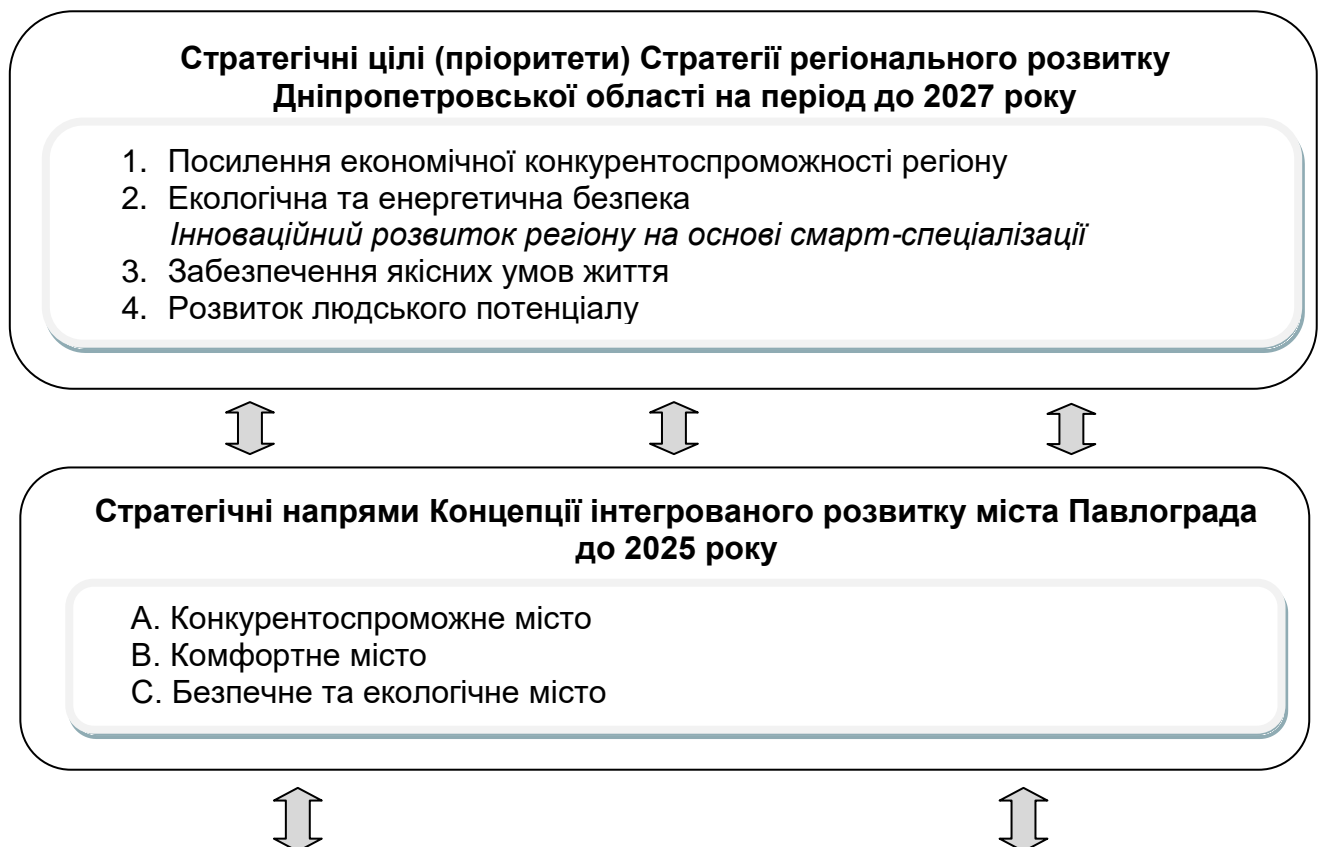 Стратегічні цілі (пріоритети) Стратегії регіонального розвитку
Дніпропетровської області на період до 2027 року
1. Посилення економічної конкурентоспроможності регіону
2. Екологічна та енергетична безпека
Інноваційний розвиток регіону на основі смарт-спеціалізації
3. Забезпечення якісних умов життя
4. Розвиток людського потенціалу
Стратегічні напрями Концепції інтегрованого розвитку міста Павлограда
до 2025 року
А. Конкурентоспроможне місто
В. Комфортне місто
С. Безпечне та екологічне місто